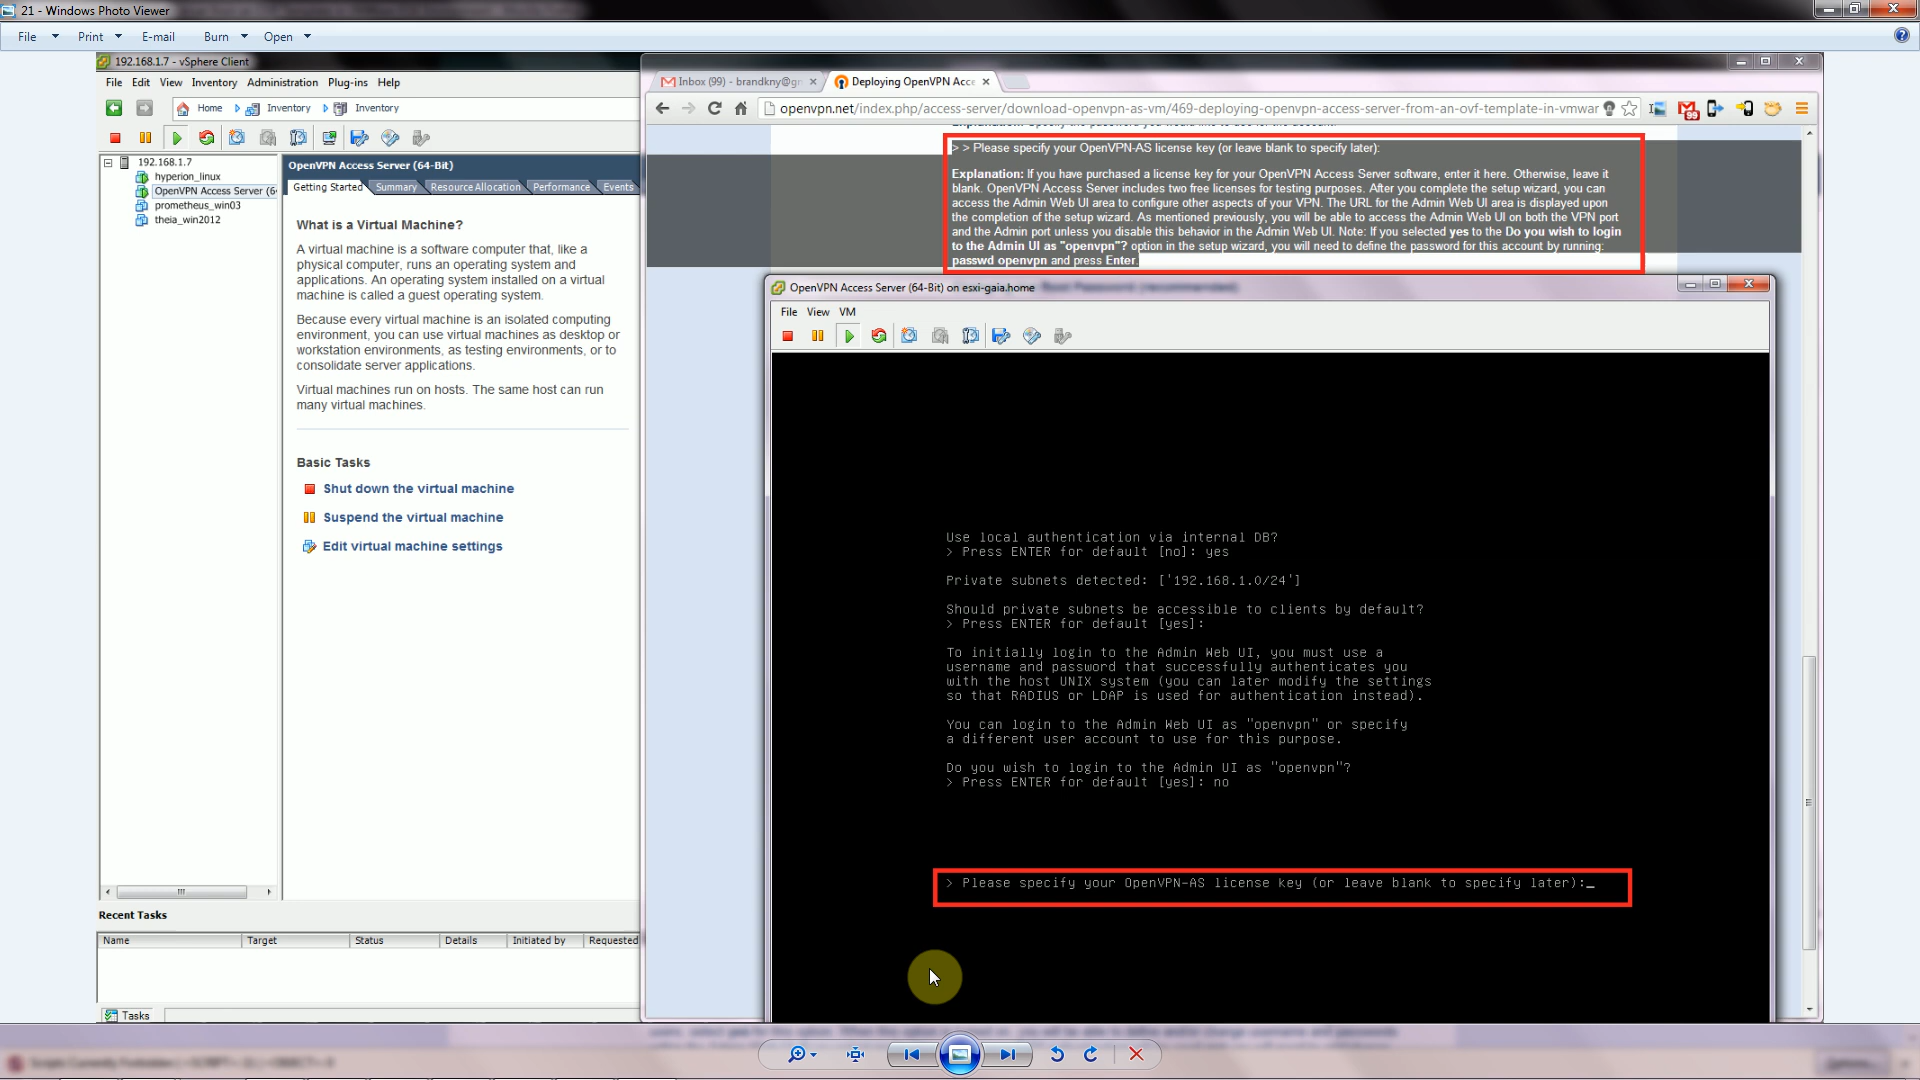 21 - Windows Photo Viewer
File Print E-mail Burn Open
192.168.1.7 - vSphere Client
File Edit View Inventory Administration Plug-ins Help
Home Inventory Inventory
192.168.1.7
hyperion_linux
OpenVPN Access Server (6
prometheus_win03
theia_win2012
OpenVPN Access Server (64-Bit)
Getting Started Summary Resource Allocation Performance Events
What is a Virtual Machine?
A virtual machine is a software computer that, like a
physical computer, runs an operating system and
applications. An operating system installed on a virtual
machine is called a guest operating system.
Because every virtual machine is an isolated computing
environment, you can use virtual machines as desktop or
workstation environments, as testing environments, or to
consolidate server applications.
Virtual machines run on hosts. The same host can run
many virtual machines.
Basic Tasks
Shut down the virtual machine
Suspend the virtual machine
Edit virtual machine settings
Recent Tasks
Name Target Status Details Initiated by Requested
Tasks
Inbox (99) - brandkny@gm
Deploying OpenVPN Acce
openvpn.net/index.php/access-server/download-openvpn-as-vm/469-deploying-openvpn-access-server-from-an-ovf-template-in-vmwar
99
> > Please specify your OpenVPN-AS license key (or leave blank to specify later):
Explanation: If you have purchased a license key for your OpenVPN Access Server software, enter it here. Otherwise, leave it
blank. OpenVPN Access Server includes two free licenses for testing purposes. After you complete the setup wizard, you can
access the Admin Web UI area to configure other aspects of your VPN. The URL for the Admin Web UI area is displayed upon
the completion of the setup wizard. As mentioned previously, you will be able to access the Admin Web UI on both the VPN port
and the Admin port unless you disable this behavior in the Admin Web UI. Note: If you selected yes to the Do you wish to login
to the Admin UI as "openvpn"? option in the setup wizard, you will need to define the password for this account by running:
passwd openvpn and press Enter.
OpenVPN Access Server (64-Bit) on esxi-gaia.home
File View VM
Use local authentication via internal DB?
> Press ENTER for default [no]: yes
Private subnets detected: ['192.168.1.0/24']
Should private subnets be accessible to clients by default?
> Press ENTER for default [yes]:
To initially login to the Admin Web UI, you must use a
username and password that successfully authenticates you
with the host UNIX system (you can later modify the settings
so that RADIUS or LDAP is used for authentication instead).
You can login to the Admin Web UI as "openvpn" or specify
a different user account to use for this purpose.
Do you wish to login to the Admin UI as "openvpn"?
> Press ENTER for default [yes]: no
> Please specify your OpenVPN-AS license key (or leave blank to specify later):_